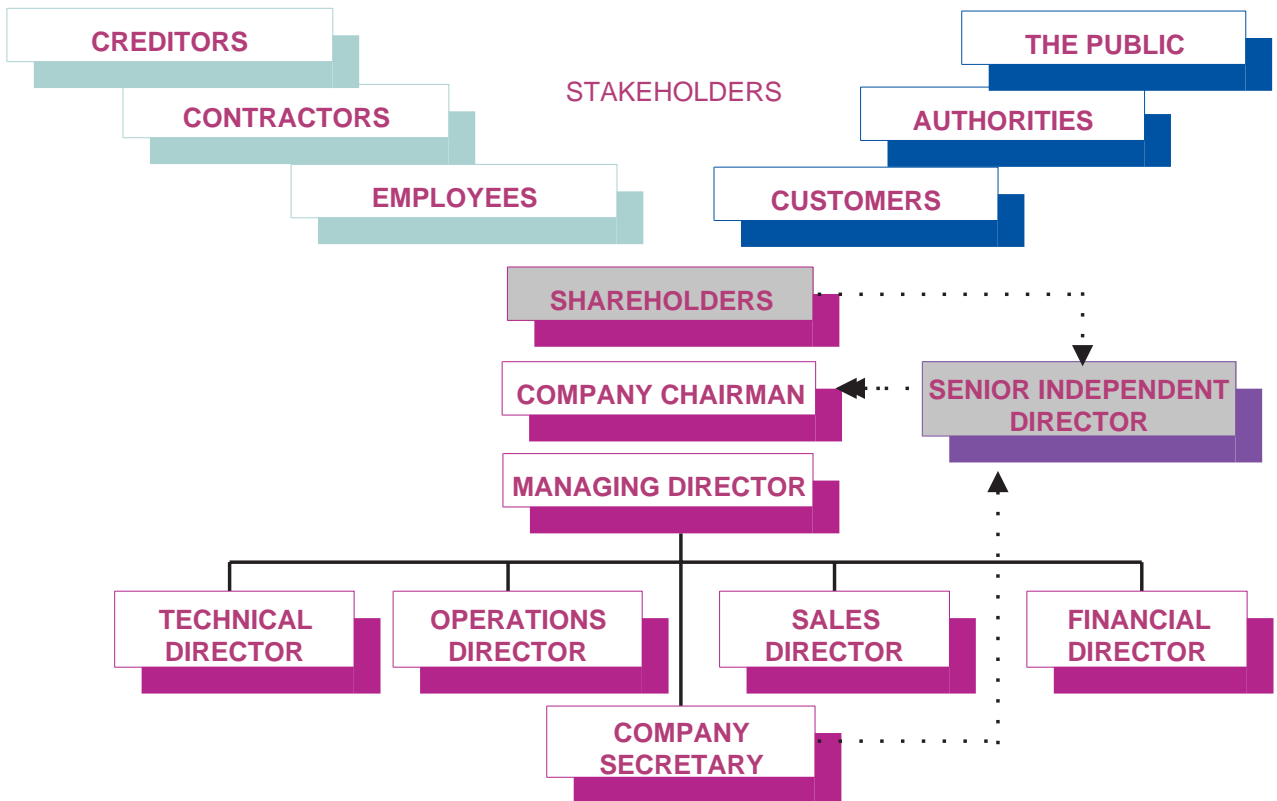 CREDITORS
THE PUBLIC
STAKEHOLDERS
CONTRACTORS
AUTHORITIES
EMPLOYEES
CUSTOMERS
SHAREHOLDERS
COMPANY CHAIRMAN
SENIOR INDEPENDENT
DIRECTOR
MANAGING DIRECTOR
TECHNICAL
DIRECTOR
OPERATIONS
DIRECTOR
SALES
DIRECTOR
FINANCIAL
DIRECTOR
COMPANY
SECRETARY